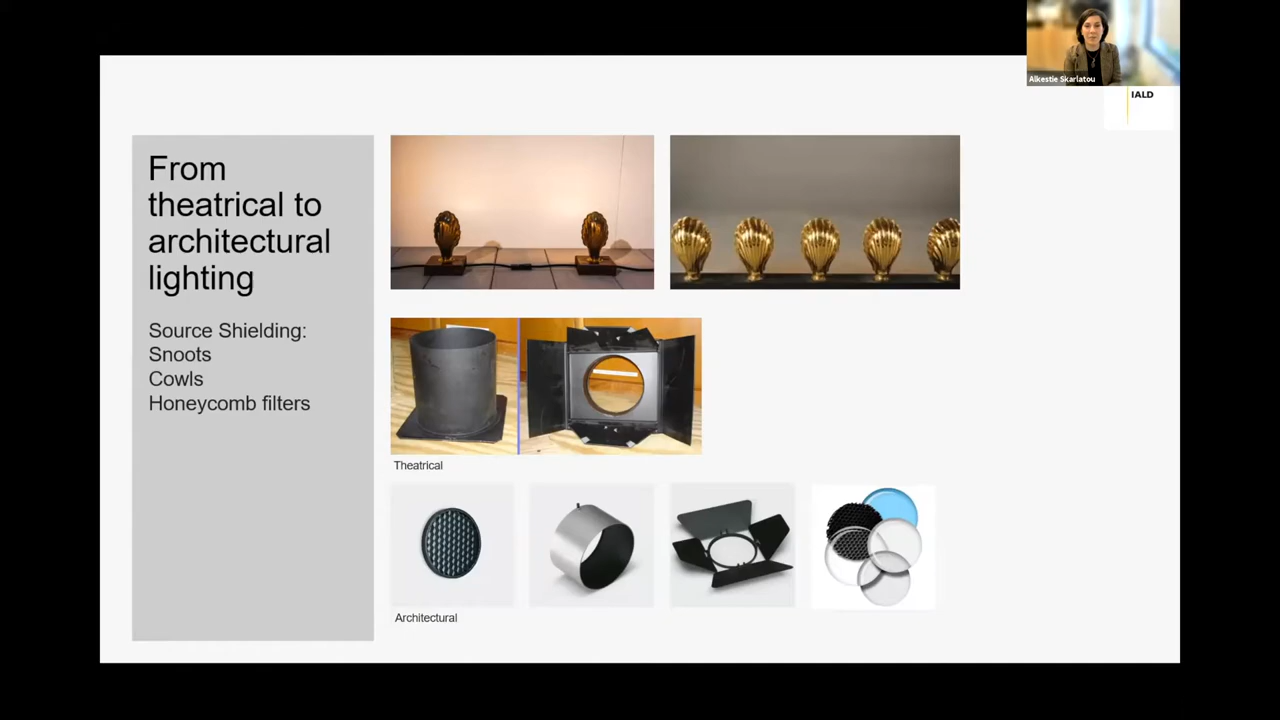 Alkestie Skarlatou
IALD
From
theatrical to
architectural
lighting
Source Shielding:
Snoots
Cowls
Honeycomb filters
Theatrical
Architectural